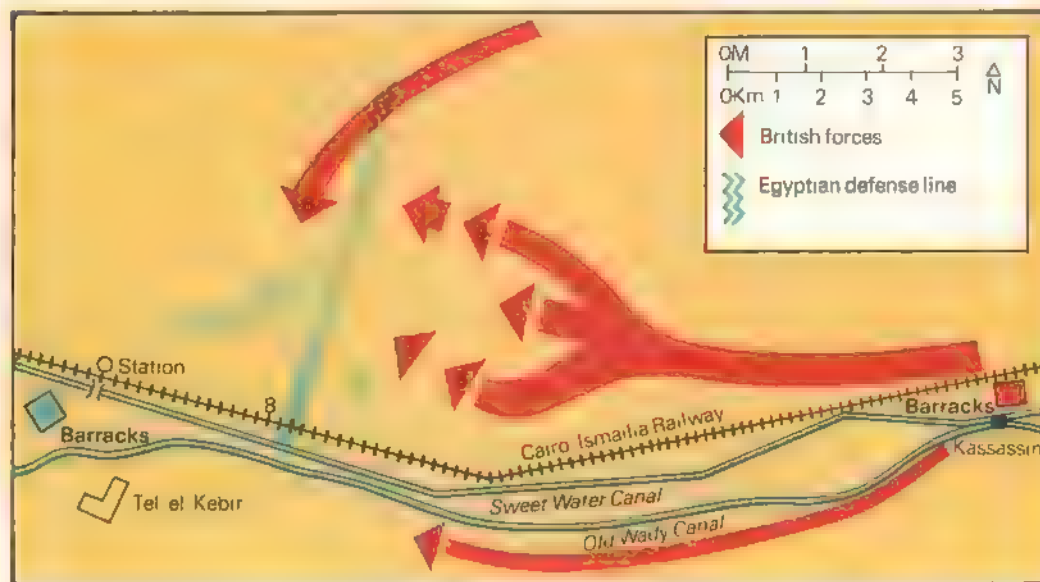 0M 1 2 3
0Km 1 2 3 4 5
N
British forces
Egyptian defense line
Station
8
Barracks
Tel el Kebir
Cairo Ismailia Railway
Sweet Water Canal
Old Wady Canal
Barracks
Kassassin